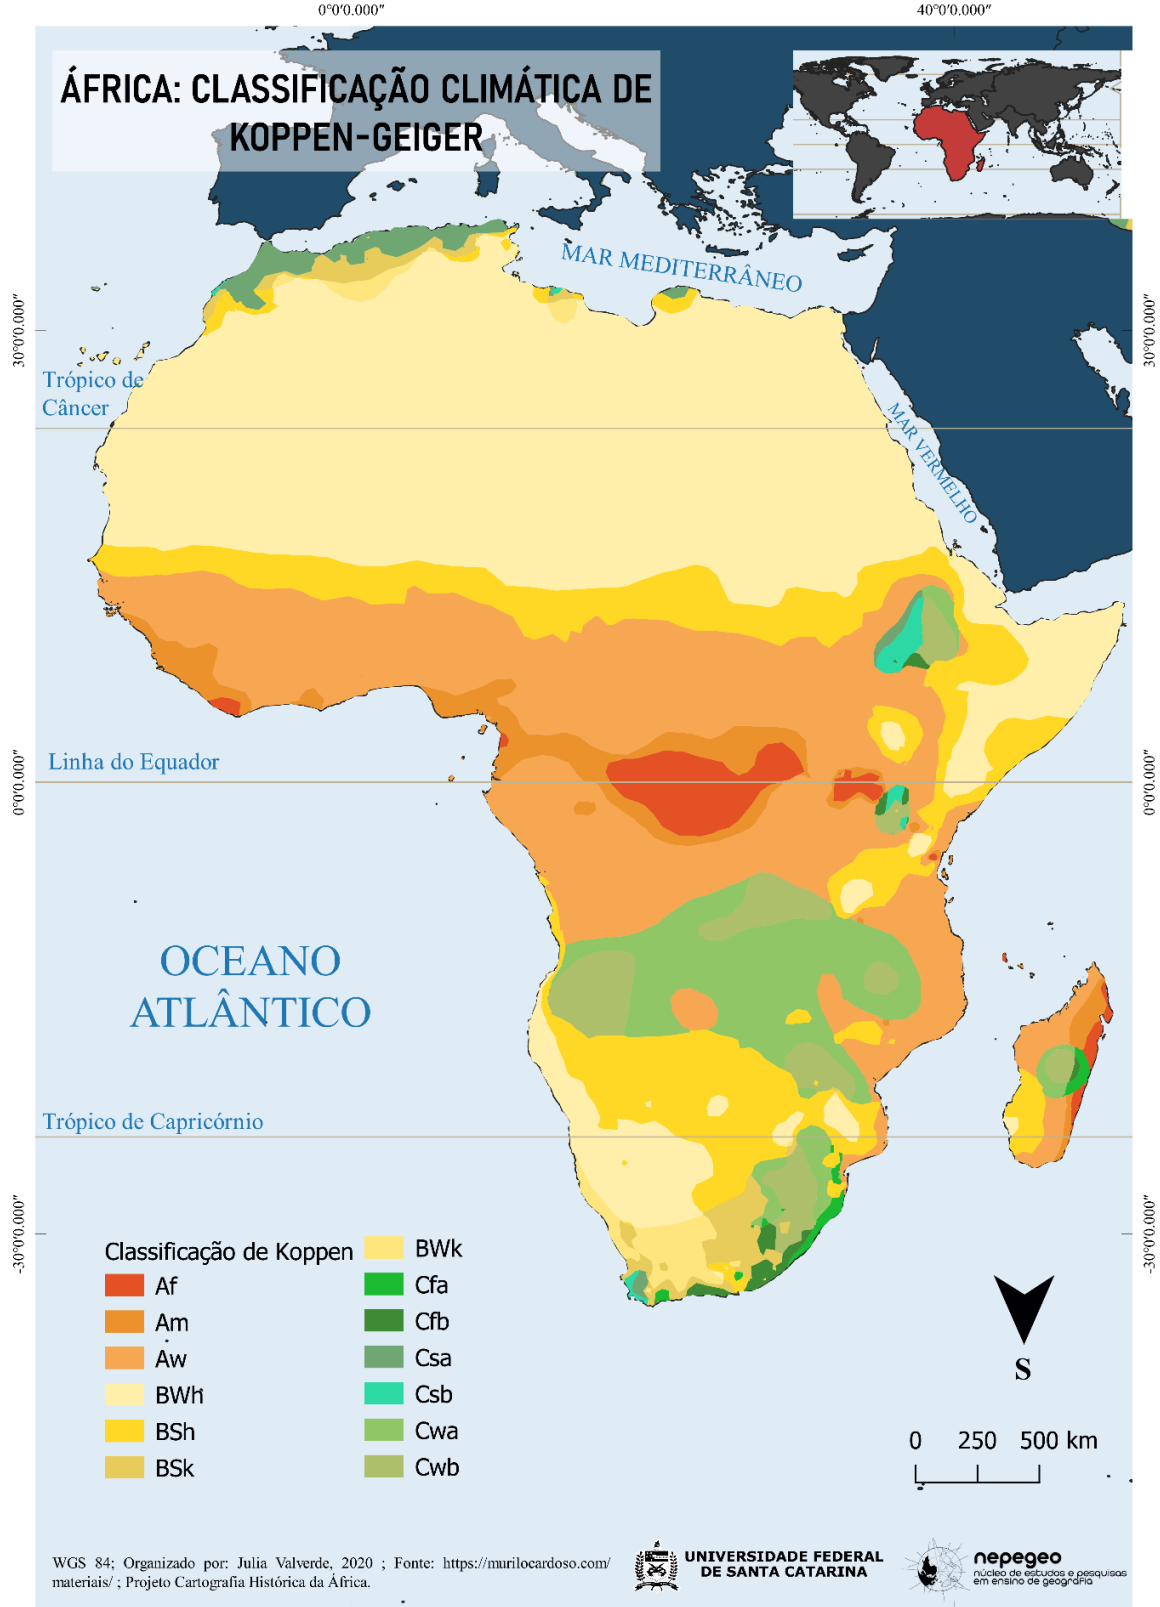 0°0'0.000"
40°0'0.000"
ÁFRICA: CLASSIFICAÇÃO CLIMÁTICA DE
KOPPEN-GEIGER
MAR MEDITERRÂNEO
30°0'0.000"
30°0'0.000"
Trópico de
Câncer
MAR VERMELHO
Linha do Equador
0°0'0.000"
0°0'0.000"
OCEANO
ATLÂNTICO
Trópico de Capricórnio
-30°0'0.000"
-30°0'0.000"
Classificação de Koppen
Af
Am
Aw
BWh
BSh
BSk
BWk
Cfa
Cfb
Csa
Csb
Cwa
Cwb
S
0 250 500 km
WGS 84; Organizado por: Julia Valverde, 2020 ; Fonte: https://murilocardoso.com/
materiais/ ; Projeto Cartografia Histórica da África.
UNIVERSIDADE FEDERAL
DE SANTA CATARINA
nepegeo
núcleo de estudos e pesquisas
em ensino de geografia